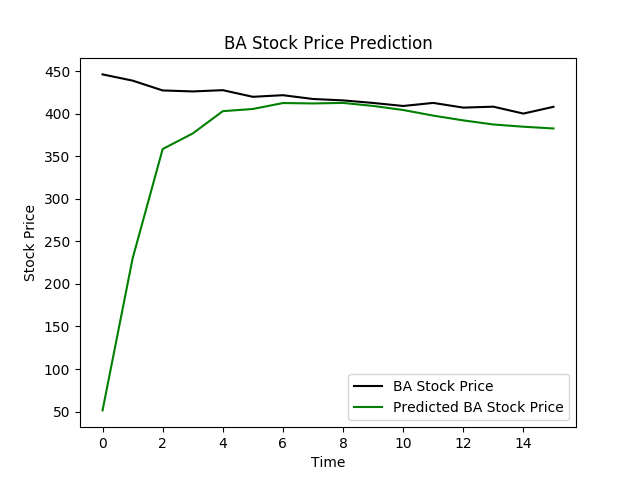 BA Stock Price Prediction
450
400
350
300
250
200
150
100
50
Stock Price
0 2 4 6 8 10 12 14
Time
BA Stock Price
Predicted BA Stock Price